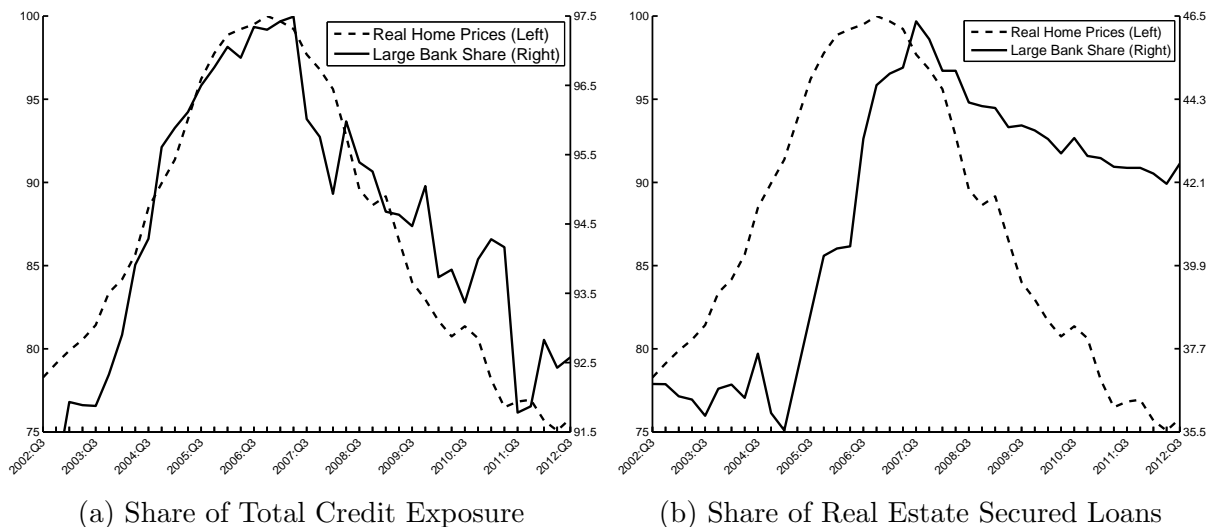 100
95
90
85
80
75
97.5
96.5
95.5
94.5
93.5
92.5
91.5
Real Home Prices (Left)
Large Bank Share (Right)
2002:Q3
2003:Q3
2004:Q3
2005:Q3
2006:Q3
2007:Q3
2008:Q3
2009:Q3
2010:Q3
2011:Q3
2012:Q3
(a) Share of Total Credit Exposure
100
95
90
85
80
75
46.5
44.3
42.1
39.9
37.7
35.5
Real Home Prices (Left)
Large Bank Share (Right)
2002:Q3
2003:Q3
2004:Q3
2005:Q3
2006:Q3
2007:Q3
2008:Q3
2009:Q3
2010:Q3
2011:Q3
2012:Q3
(b) Share of Real Estate Secured Loans